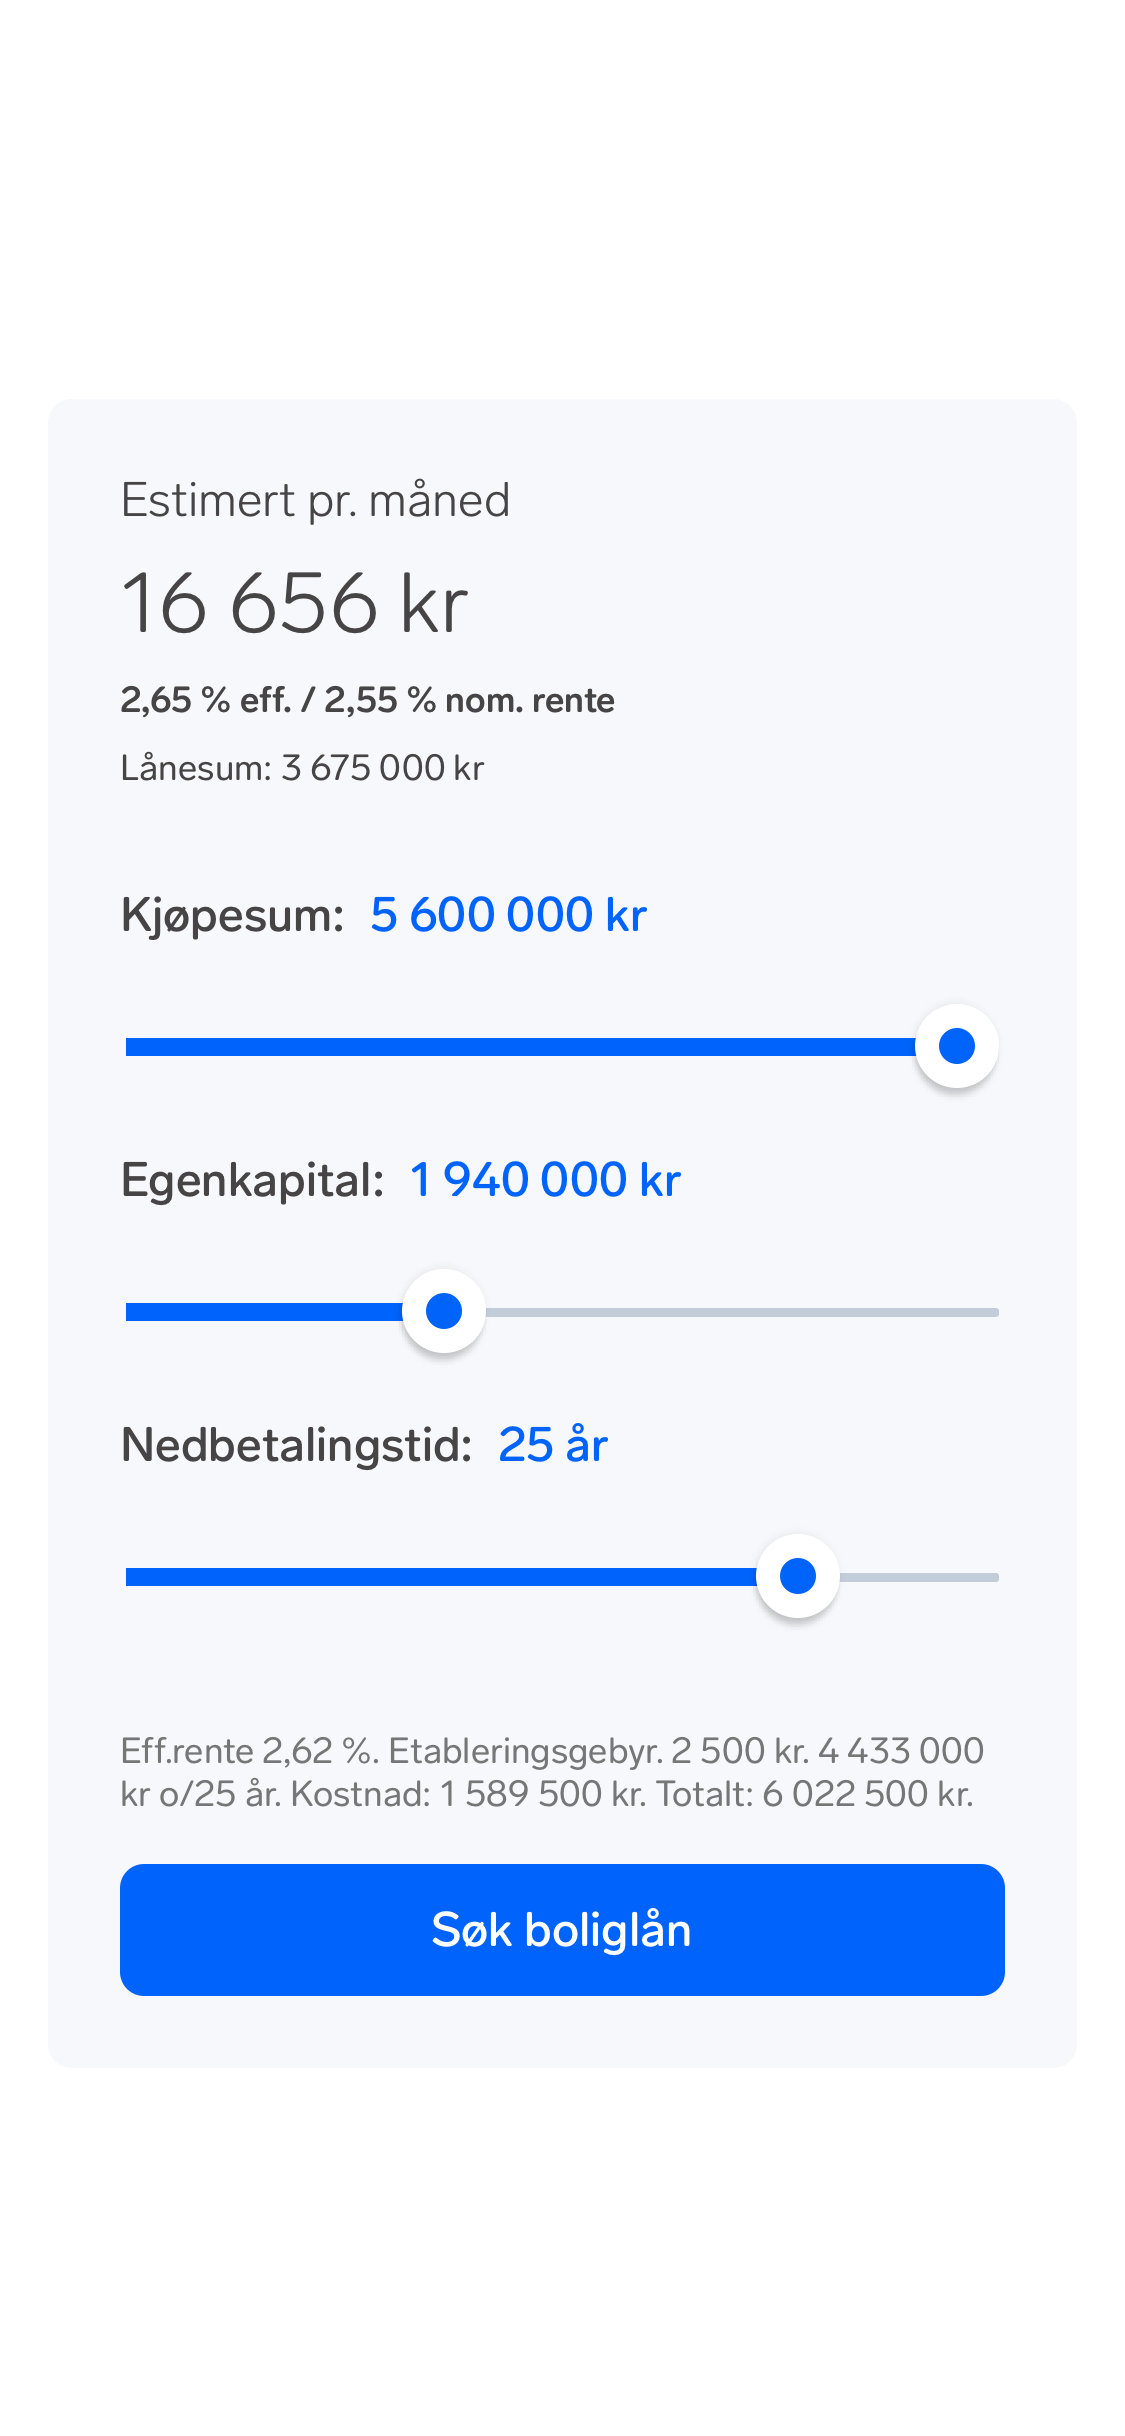 Estimert pr. måned
16 656 kr
2,65 % eff. / 2,55 % nom. rente
Lånesum: 3 675 000 kr
Kjøpesum: 5 600 000 kr
Egenkapital: 1 940 000 kr
Nedbetalingstid: 25 år
Eff.rente 2,62 %. Etableringsgebyr. 2 500 kr. 4 433 000
kr o/25 år. Kostnad: 1 589 500 kr. Totalt: 6 022 500 kr.
Søk boliglån